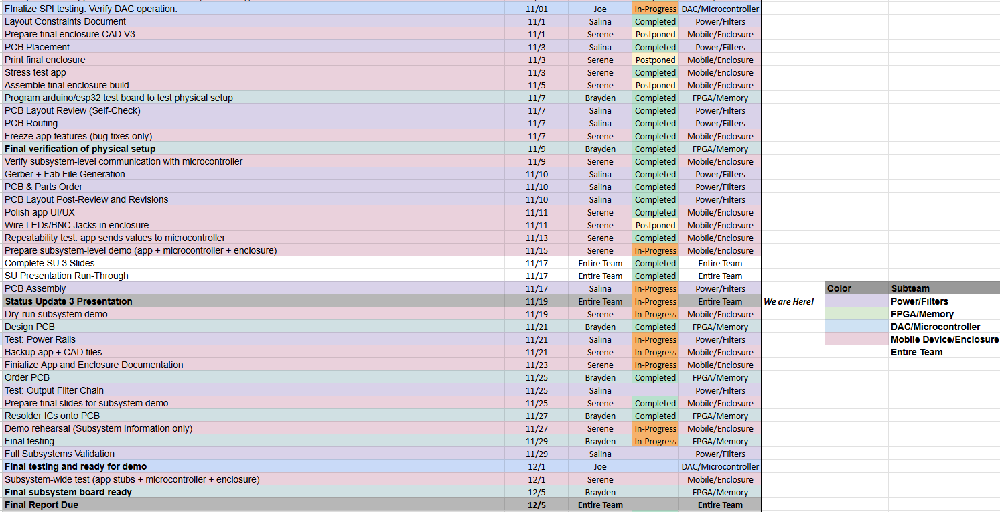 FInalize SPI testing. Verify DAC operation. 11/01 Joe In-Progress DAC/Microcontroller
Layout Constraints Document 11/1 Salina Completed Power/Filters
Prepare final enclosure CAD V3 11/1 Serene Postponed Mobile/Enclosure
PCB Placement 11/3 Salina Completed Power/Filters
Print final enclosure 11/3 Serene Postponed Mobile/Enclosure
Stress test app 11/3 Serene Completed Mobile/Enclosure
Assemble final enclosure build 11/5 Serene Postponed Mobile/Enclosure
Program arduino/esp32 test board to test physical setup 11/7 Brayden Completed FPGA/Memory
PCB Layout Review (Self-Check) 11/7 Salina Completed Power/Filters
PCB Routing 11/7 Salina Completed Power/Filters
Freeze app features (bug fixes only) 11/7 Serene Completed Mobile/Enclosure
Final verification of physical setup 11/9 Brayden Completed FPGA/Memory
Verify subsystem-level communication with microcontroller 11/9 Serene Completed Mobile/Enclosure
Gerber + Fab File Generation 11/10 Salina Completed Power/Filters
PCB & Parts Order 11/10 Salina Completed Power/Filters
PCB Layout Post-Review and Revisions 11/10 Salina Completed Power/Filters
Polish app UI/UX 11/11 Serene Completed Mobile/Enclosure
Wire LEDs/BNC Jacks in enclosure 11/11 Serene Postponed Mobile/Enclosure
Repeatability test: app sends values to microcontroller 11/13 Serene Completed Mobile/Enclosure
Prepare subsystem-level demo (app + microcontroller + enclosure) 11/15 Serene In-Progress Mobile/Enclosure
Complete SU 3 Slides 11/17 Entire Team Completed Entire Team
SU Presentation Run-Through 11/17 Entire Team Completed Entire Team
PCB Assembly 11/17 Salina In-Progress Power/Filters Color Subteam
Status Update 3 Presentation 11/19 Entire Team In-Progress Entire Team We are Here! Power/Filters
Dry-run subsystem demo 11/19 Serene In-Progress Mobile/Enclosure FPGA/Memory
Design PCB 11/21 Brayden Completed FPGA/Memory DAC/Microcontroller
Test: Power Rails 11/21 Salina In-Progress Power/Filters Mobile Device/Enclosure
Backup app + CAD files 11/21 Serene In-Progress Mobile/Enclosure Entire Team
Finialize App and Enclosure Documentation 11/23 Serene In-Progress Mobile/Enclosure
Order PCB 11/25 Brayden Completed FPGA/Memory
Test: Output Filter Chain 11/25 Salina Power/Filters
Prepare final slides for subsystem demo 11/25 Serene Completed Mobile/Enclosure
Resolder ICs onto PCB 11/27 Brayden Completed FPGA/Memory
Demo rehearsal (Subsystem Information only) 11/27 Serene In-Progress Mobile/Enclosure
Final testing 11/29 Brayden In-Progress FPGA/Memory
Full Subsystems Validation 11/29 Salina Power/Filters
Final testing and ready for demo 12/1 Joe DAC/Microcontroller
Subsystem-wide test (app stubs + microcontroller + enclosure) 12/1 Serene Mobile/Enclosure
Final subsystem board ready 12/5 Brayden FPGA/Memory
Final Report Due 12/5 Entire Team Entire Team